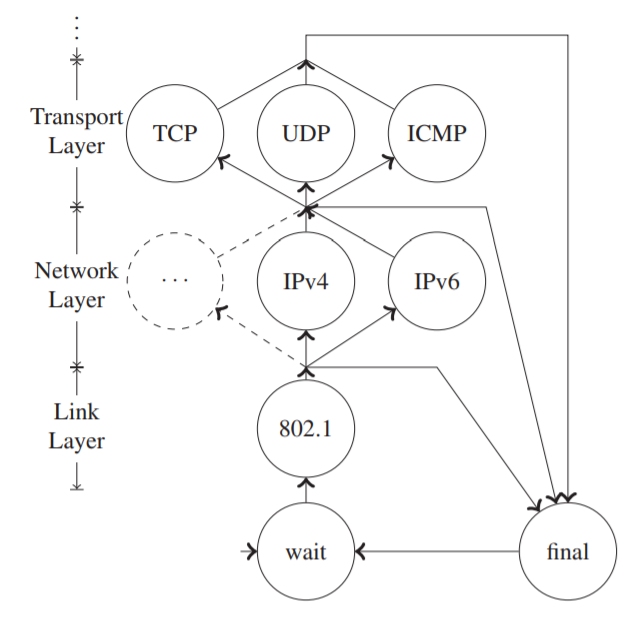 ⋮
Transport
Layer
TCP
UDP
ICMP
Network
Layer
...
IPv4
IPv6
Link
Layer
802.1
wait
final